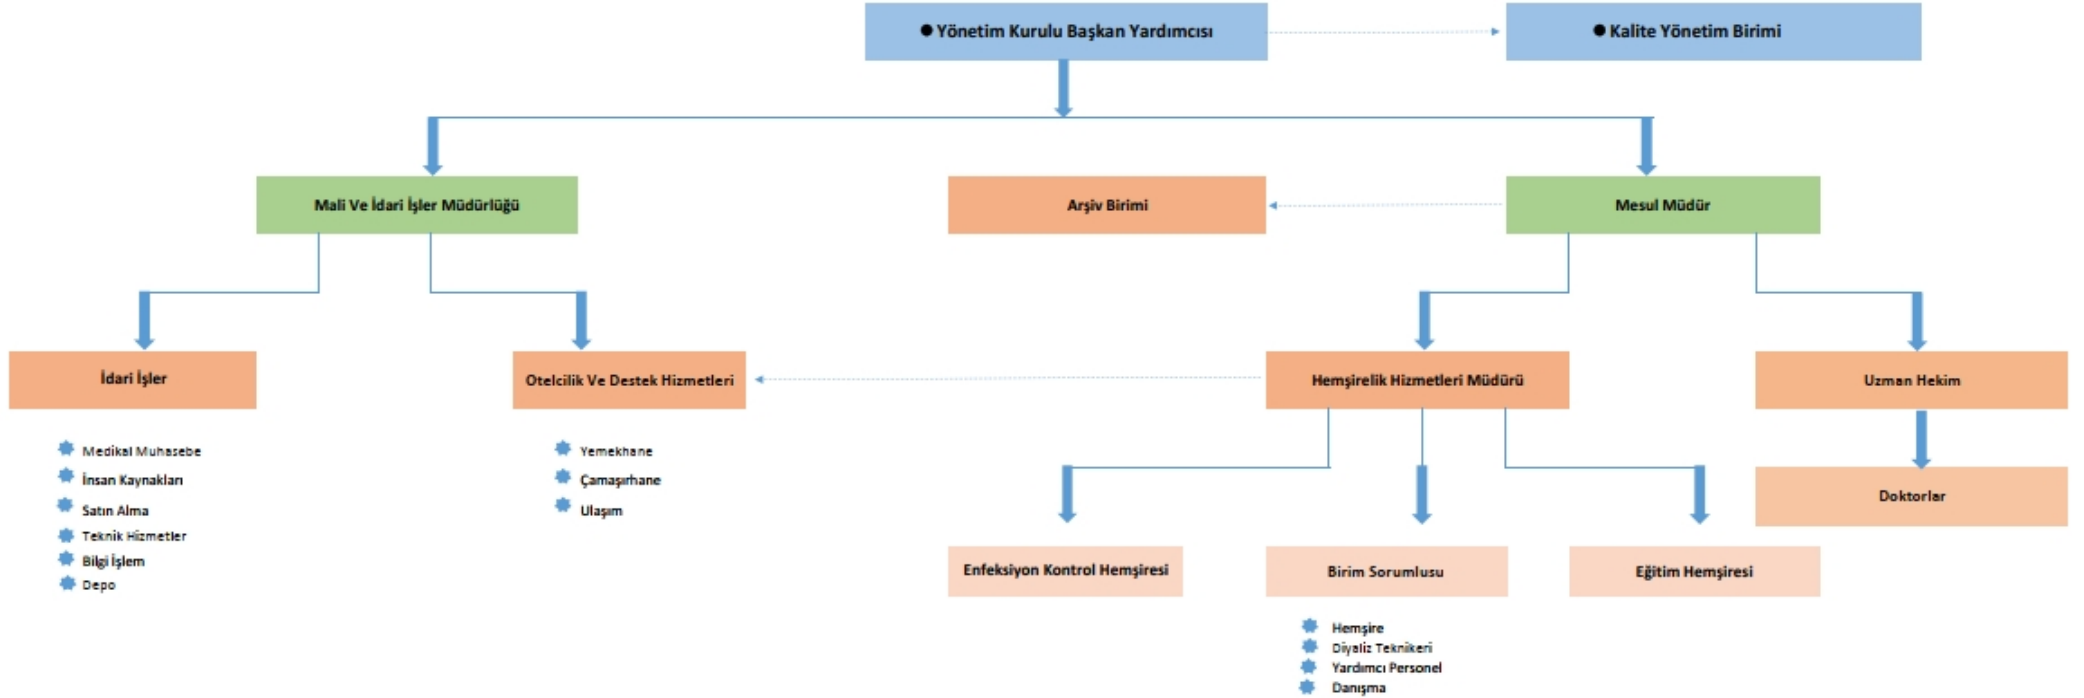 ● Yönetim Kurulu Başkan Yardımcısı
● Kalite Yönetim Birimi
Mali Ve İdari İşler Müdürlüğü
Arşiv Birimi
Mesul Müdür
İdari İşler
Otelcilik Ve Destek Hizmetleri
Hemşirelik Hizmetleri Müdürü
Uzman Hekim
Medikal Muhasebe
İnsan Kaynakları
Satın Alma
Teknik Hizmetler
Bilgi İşlem
Depo
Yemekhane
Çamaşırhane
Ulaşım
Doktorlar
Enfeksiyon Kontrol Hemşiresi
Birim Sorumlusu
Eğitim Hemşiresi
Hemşire
Diyaliz Teknikeri
Yardımcı Personel
Danışma